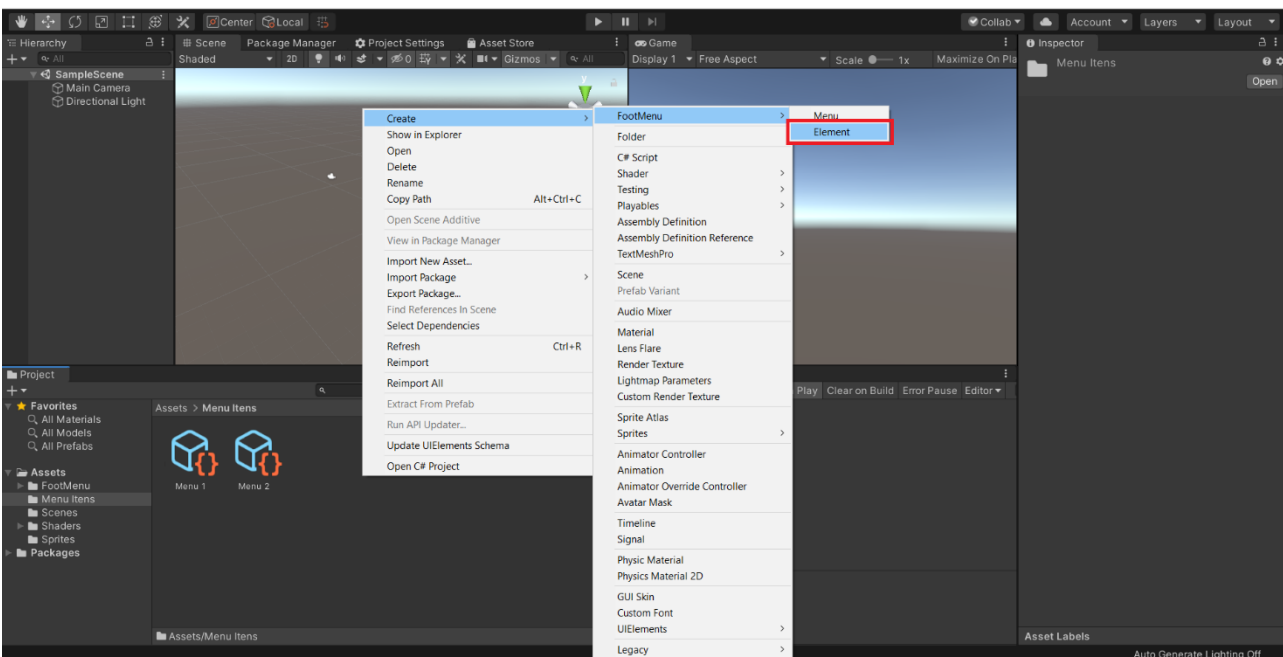 Center Local
Collab
Account
Layers
Layout
Hierarchy
All
SampleScene
Main Camera
Directional Light
Scene
Package Manager
Project Settings
Asset Store
Shaded
2D
0
Gizmos
All
y
Game
Display 1
Free Aspect
Scale
1x
Maximize On Pla
Inspector
Menu Itens
Open
Create
Show in Explorer
Open
Delete
Rename
Copy Path Alt+Ctrl+C
Open Scene Additive
View in Package Manager
Import New Asset...
Import Package
Export Package...
Find References In Scene
Select Dependencies
Refresh Ctrl+R
Reimport
Reimport All
Extract From Prefab
Run API Updater...
Update UIElements Schema
Open C# Project
FootMenu
Folder
C# Script
Shader
Testing
Playables
Assembly Definition
Assembly Definition Reference
TextMeshPro
Scene
Prefab Variant
Audio Mixer
Material
Lens Flare
Render Texture
Lightmap Parameters
Custom Render Texture
Sprite Atlas
Sprites
Animator Controller
Animation
Animator Override Controller
Avatar Mask
Timeline
Signal
Physic Material
Physics Material 2D
GUI Skin
Custom Font
UIElements
Legacy
Menu
Element
Project
Favorites
All Materials
All Models
All Prefabs
Assets
FootMenu
Menu Itens
Scenes
Shaders
Sprites
Packages
Assets > Menu Itens
Menu 1
Menu 2
Assets/Menu Itens
Play
Clear on Build
Error Pause
Editor
Asset Labels
Auto Generate Lighting Off